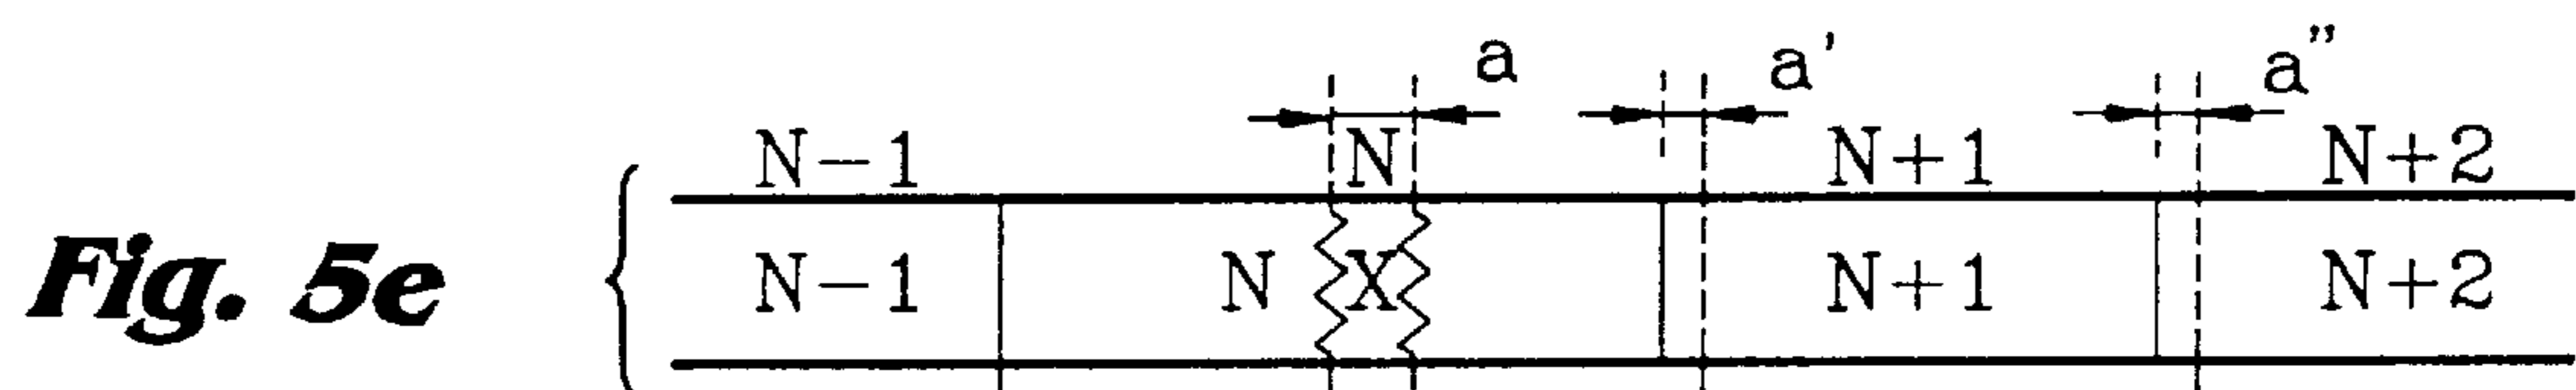 a a' a"
N-1 N N+1 N+2
Fig. 5e N-1 N X N+1 N+2